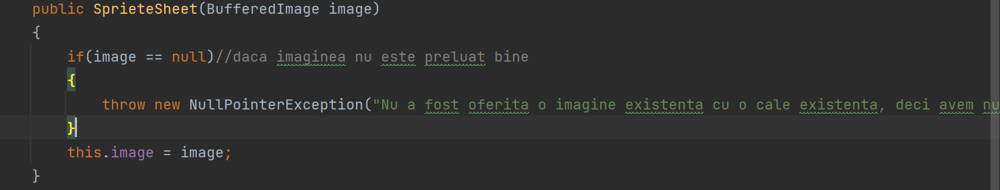 public SprieteSheet(BufferedImage image)
{
if(image == null)//daca imaginea nu este preluat bine
{
throw new NullPointerException("Nu a fost oferita o imagine existenta cu o cale existenta, deci avem
}
this.image = image;
}